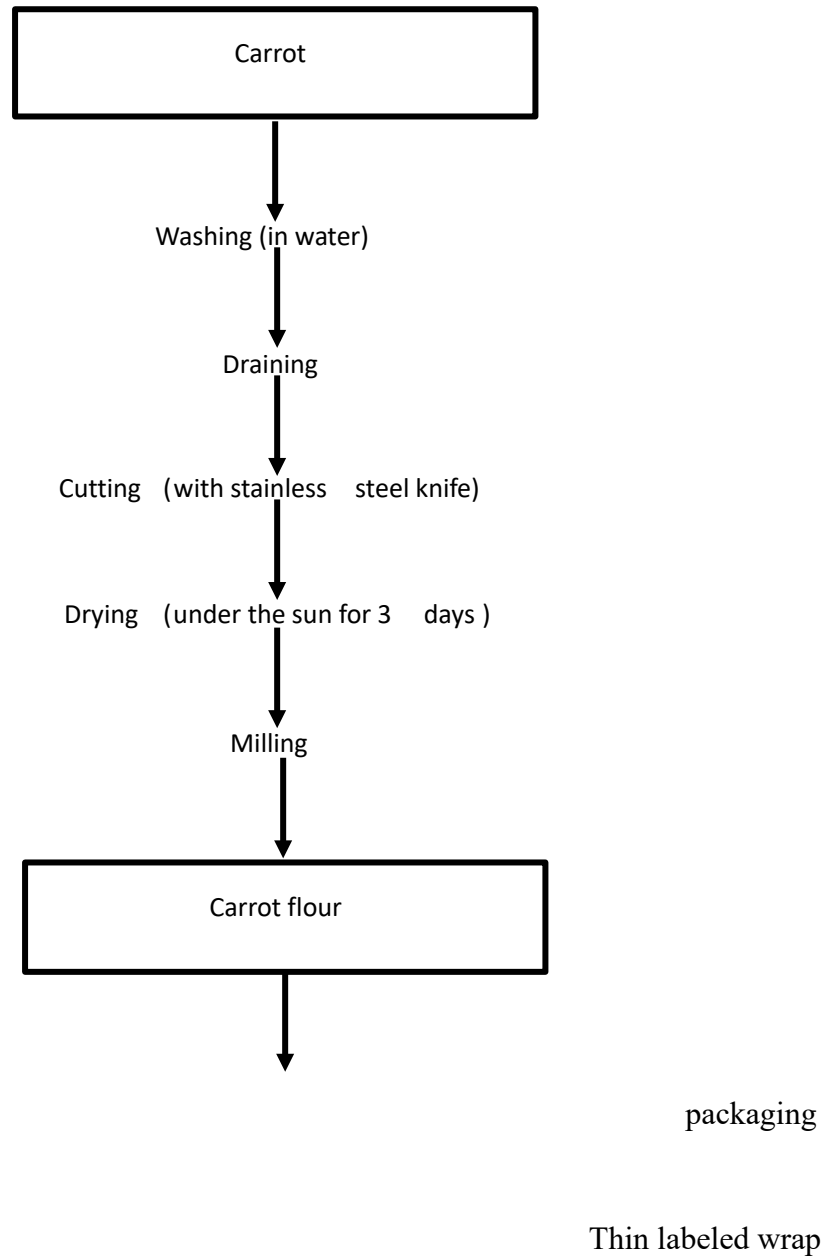 Carrot
Washing (in water)
Draining
Cutting (with stainless steel knife)
Drying (under the sun for 3 days )
Milling
Carrot flour
packaging
Thin labeled wrap